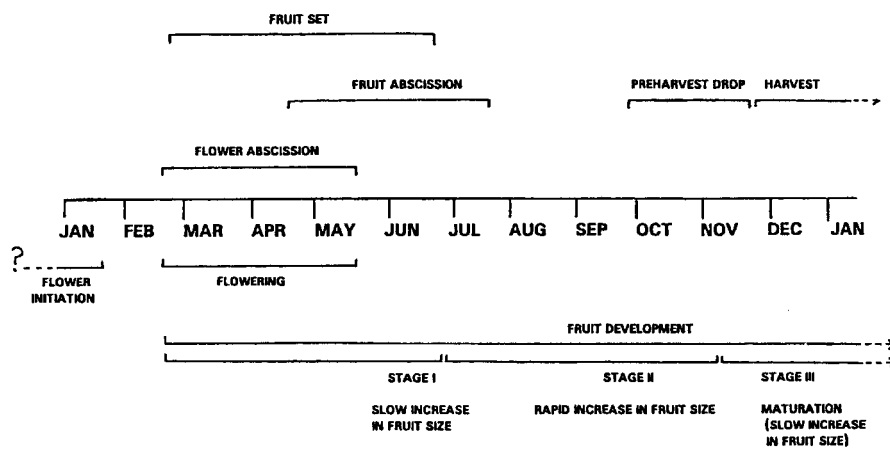 FRUIT SET
FRUIT ABSCISSION
PREHARVEST DROP
HARVEST
FLOWER ABSCISSION
JAN FEB MAR APR MAY JUN JUL AUG SEP OCT NOV DEC JAN
?
FLOWER
INITIATION
FLOWERING
FRUIT DEVELOPMENT
STAGE I
SLOW INCREASE
IN FRUIT SIZE
STAGE II
RAPID INCREASE IN FRUIT SIZE
STAGE III
MATURATION
(SLOW INCREASE
IN FRUIT SIZE)